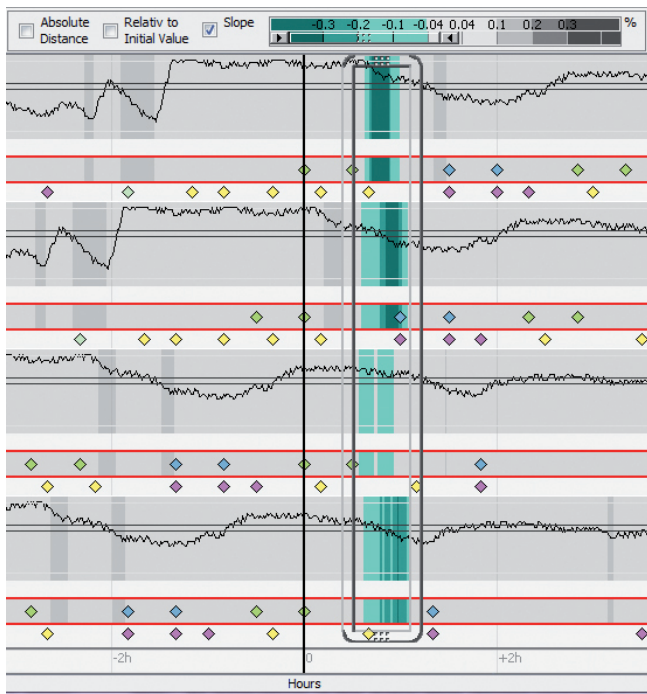 Absolute Distance
Relativ to Initial Value
Slope
-0.3 -0.2 -0.1 -0.04 0.04 0.1 0.2 0.3 %
-2h 0 +2h
Hours